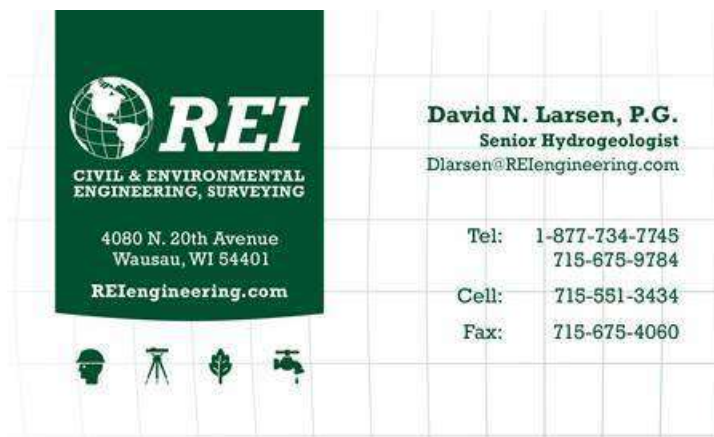 REI
CIVIL & ENVIRONMENTAL
ENGINEERING, SURVEYING
4080 N. 20th Avenue
Wausau, WI 54401
REIengineering.com
David N. Larsen, P.G.
Senior Hydrogeologist
Dlarsen@REIengineering.com
Tel: 1-877-734-7745
715-675-9784
Cell: 715-551-3434
Fax: 715-675-4060